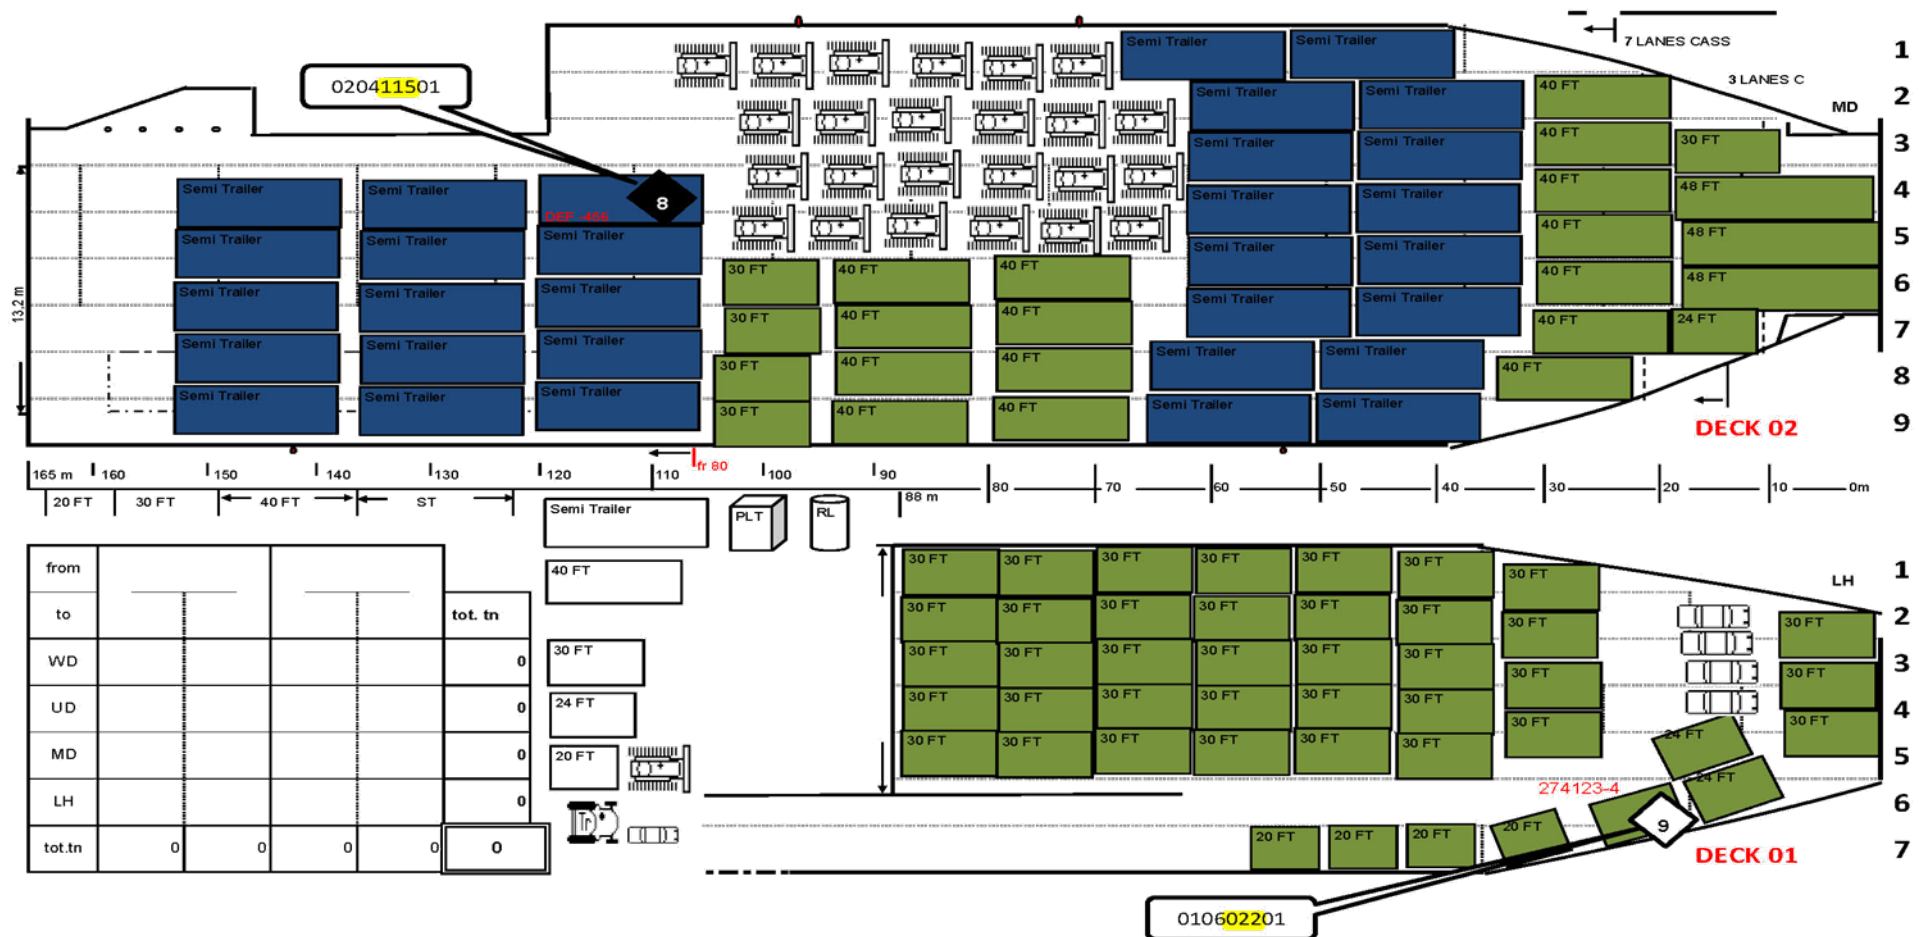 7 LANES CASS
3 LANES C
MD
1
2
3
4
5
6
7
8
9
020411501
8
DEF -456
Semi Trailer Semi Trailer
Semi Trailer Semi Trailer 40 FT
Semi Trailer Semi Trailer 40 FT 30 FT
Semi Trailer Semi Trailer Semi Trailer Semi Trailer 40 FT 48 FT
Semi Trailer Semi Trailer Semi Trailer Semi Trailer Semi Trailer 40 FT 48 FT
Semi Trailer Semi Trailer Semi Trailer 30 FT 40 FT 40 FT Semi Trailer Semi Trailer 40 FT 48 FT
Semi Trailer Semi Trailer Semi Trailer 30 FT 40 FT 40 FT 40 FT 24 FT
Semi Trailer Semi Trailer Semi Trailer 30 FT 40 FT 40 FT Semi Trailer Semi Trailer 40 FT
30 FT 40 FT 40 FT Semi Trailer Semi Trailer
13,2 m
DECK 02
fr 80
165 m 160 150 140 130 120 110 100 90
88 m 80 70 60 50 40 30 20 10 0m
20 FT 30 FT 40 FT ST
Semi Trailer PLT RL
40 FT
30 FT
24 FT
20 FT
Tr
from
to tot. tn
WD 0
UD 0
MD 0
LH 0
tot.tn 0 0 0 0 0
LH
1
2
3
4
5
6
7
30 FT 30 FT 30 FT 30 FT 30 FT 30 FT 30 FT
30 FT 30 FT 30 FT 30 FT 30 FT 30 FT 30 FT 30 FT
30 FT 30 FT 30 FT 30 FT 30 FT 30 FT 30 FT 30 FT
30 FT 30 FT 30 FT 30 FT 30 FT 30 FT 30 FT 30 FT
30 FT 30 FT 30 FT 30 FT 30 FT 30 FT
24 FT
24 FT
274123-4
9
20 FT 20 FT 20 FT 20 FT
DECK 01
010602201